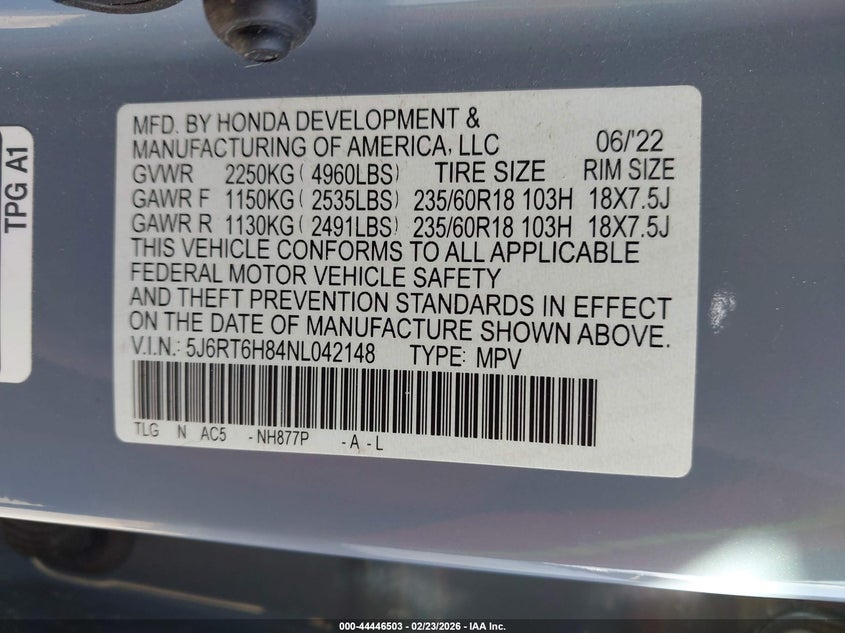 MFD. BY HONDA DEVELOPMENT &
MANUFACTURING OF AMERICA, LLC 06/'22
GVWR 2250KG ( 4960LBS) TIRE SIZE RIM SIZE
GAWR F 1150KG ( 2535LBS) 235/60R18 103H 18X7.5J
GAWR R 1130KG ( 2491LBS) 235/60R18 103H 18X7.5J
THIS VEHICLE CONFORMS TO ALL APPLICABLE
FEDERAL MOTOR VEHICLE SAFETY
AND THEFT PREVENTION STANDARDS IN EFFECT
ON THE DATE OF MANUFACTURE SHOWN ABOVE.
V.I.N.: 5J6RT6H84NL042148 TYPE: MPV
TLG N AC5 -NH877P -A-L
TPG A1
000-44446503 - 02/23/2026 - IAA Inc.